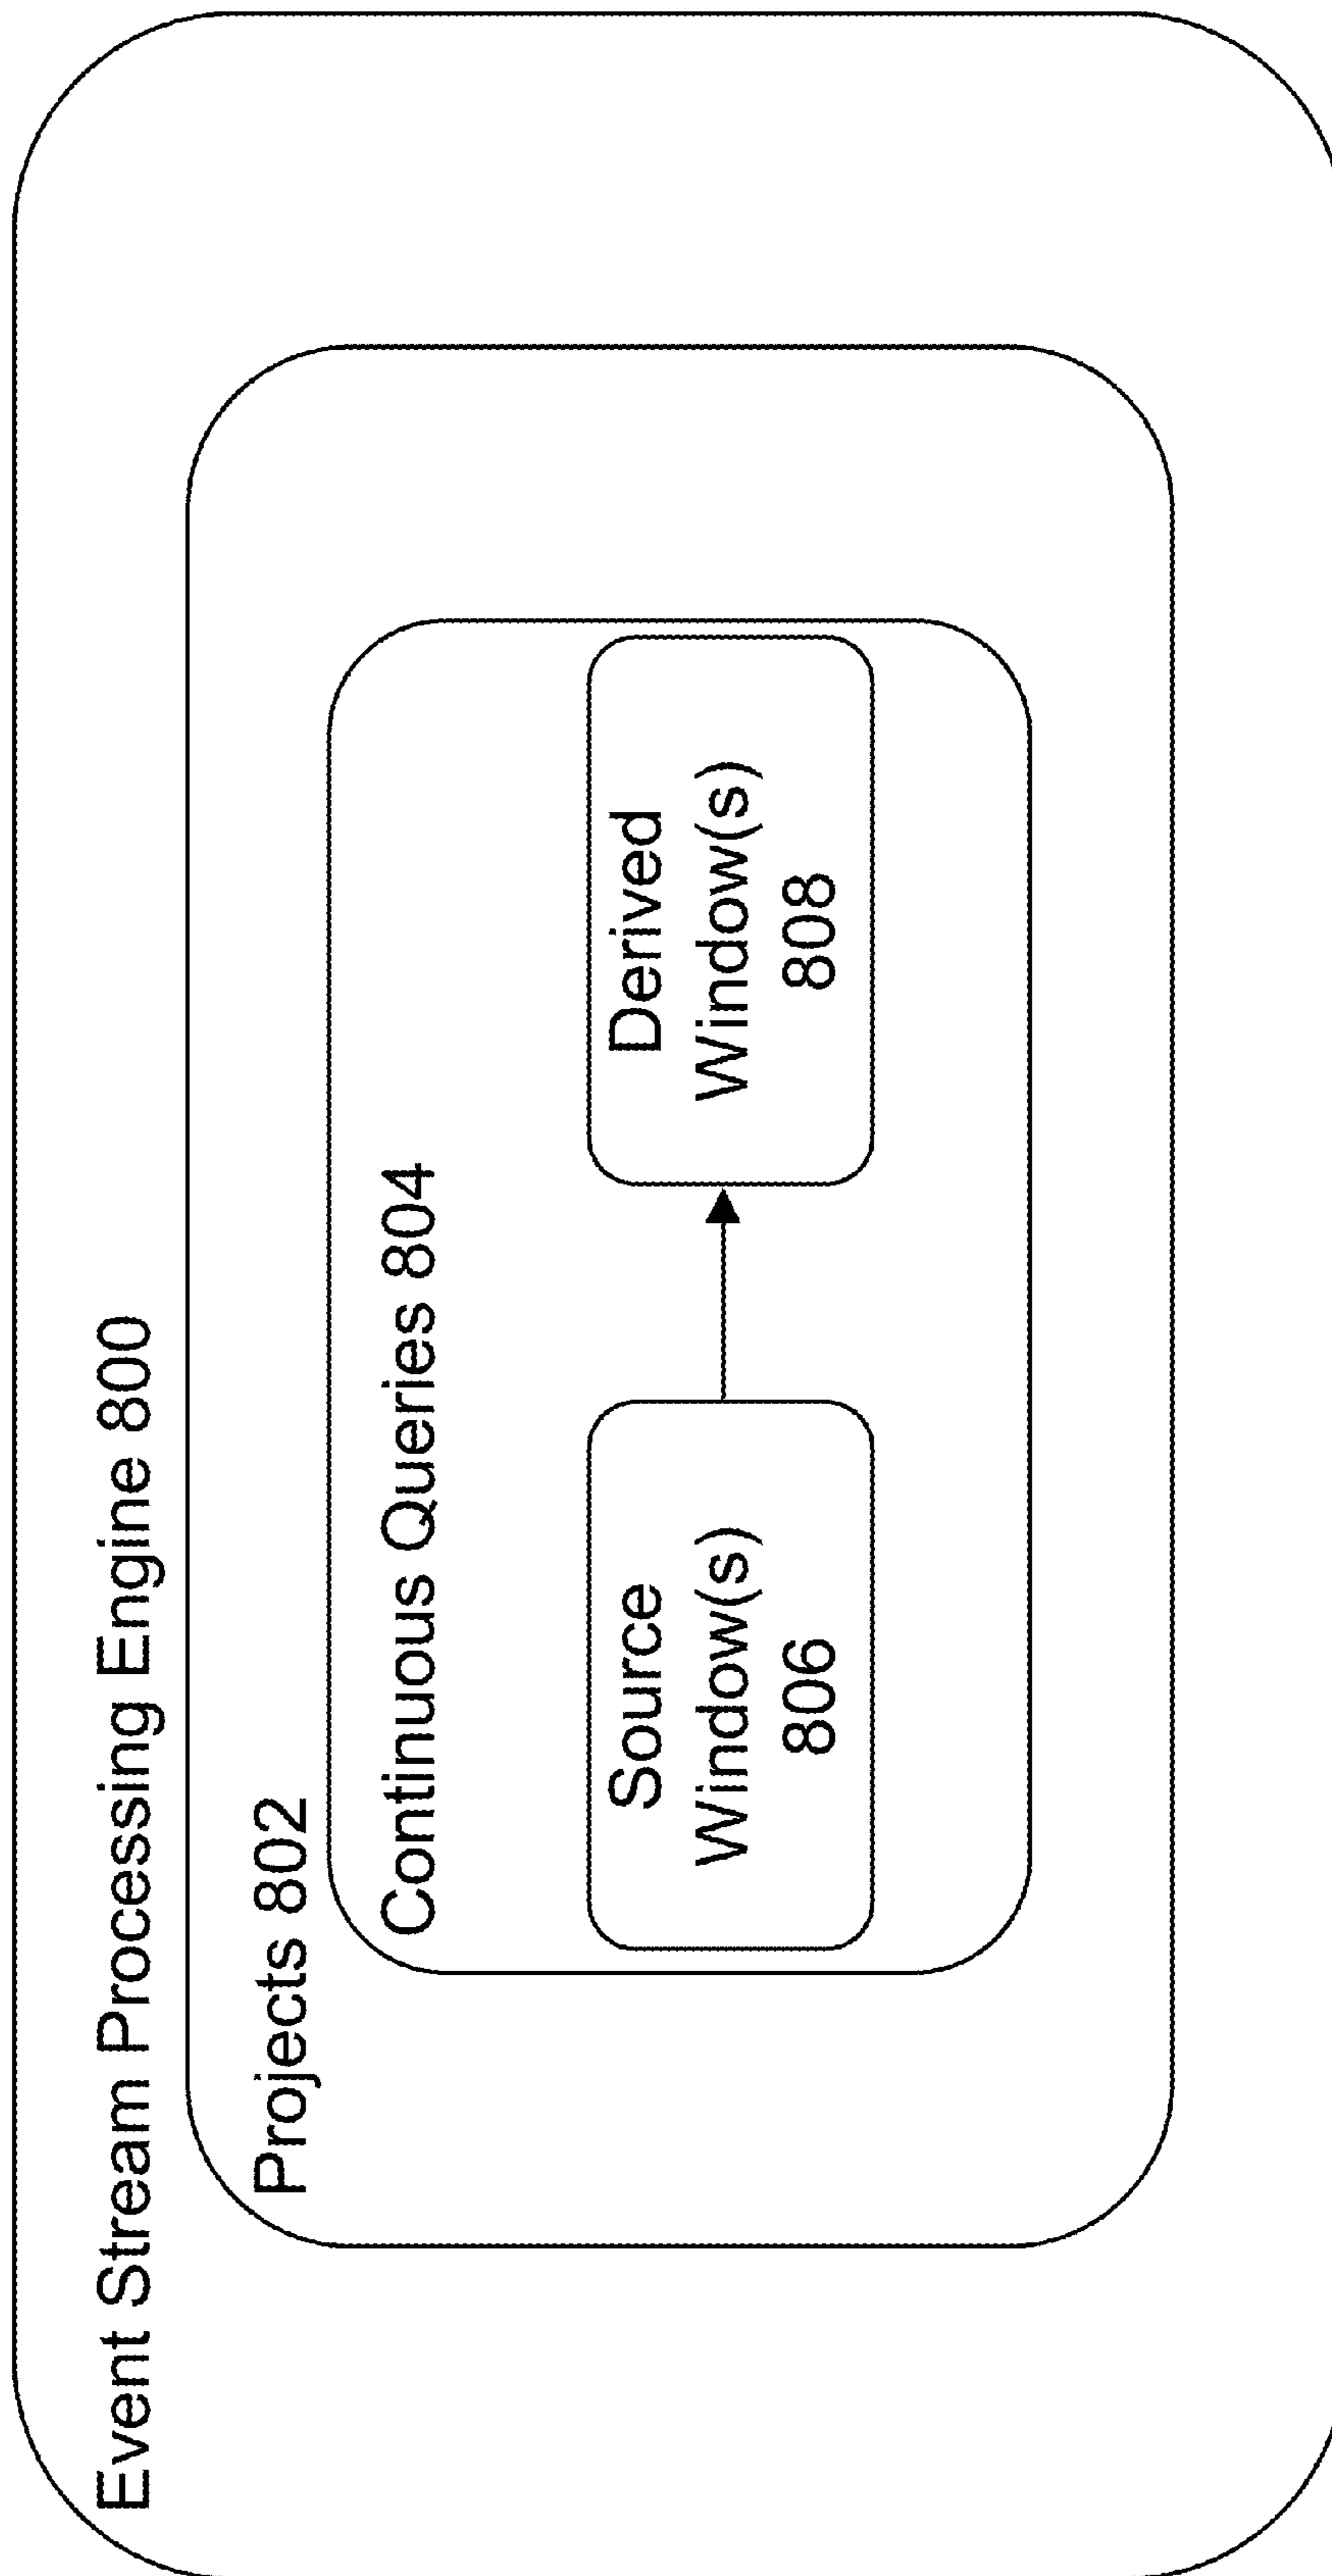 Event Stream Processing Engine 800
Projects 802
Continuous Queries 804
Source
Window(s)
806
Derived
Window(s)
808